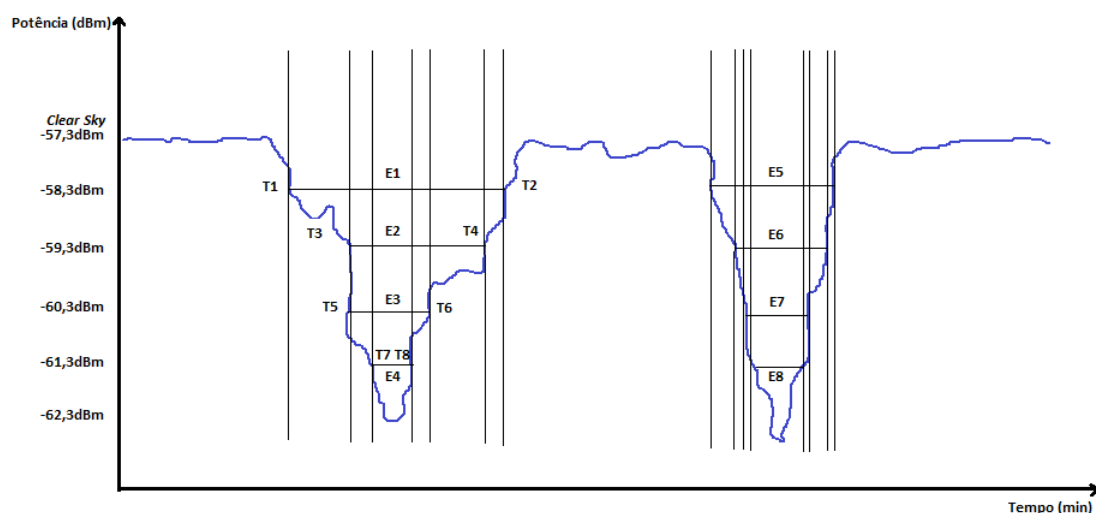 Potência (dBm)
Clear Sky
-57,3dBm
E1
E5
T1
-58,3dBm
T2
T3
E2
T4
E6
-59,3dBm
T5
E3
T6
E7
-60,3dBm
T7 T8
-61,3dBm
E4
E8
-62,3dBm
Tempo (min)